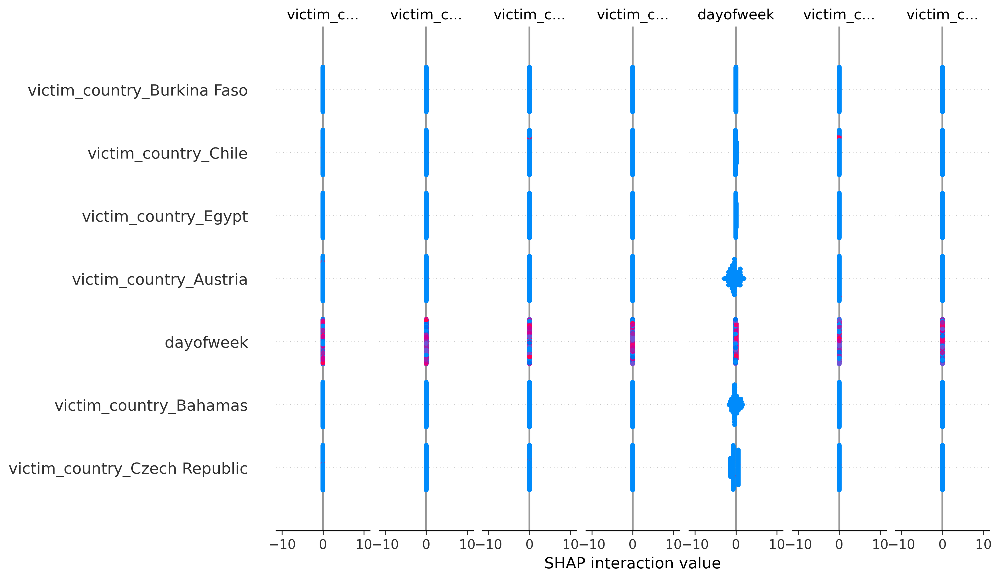 victim_c... victim_c... victim_c... victim_c... dayofweek victim_c... victim_c...
victim_country_Burkina Faso
victim_country_Chile
victim_country_Egypt
victim_country_Austria
dayofweek
victim_country_Bahamas
victim_country_Czech Republic
−10 0 10 −10 0 10 −10 0 10 −10 0 10 −10 0 10 −10 0 10 −10 0 10
SHAP interaction value